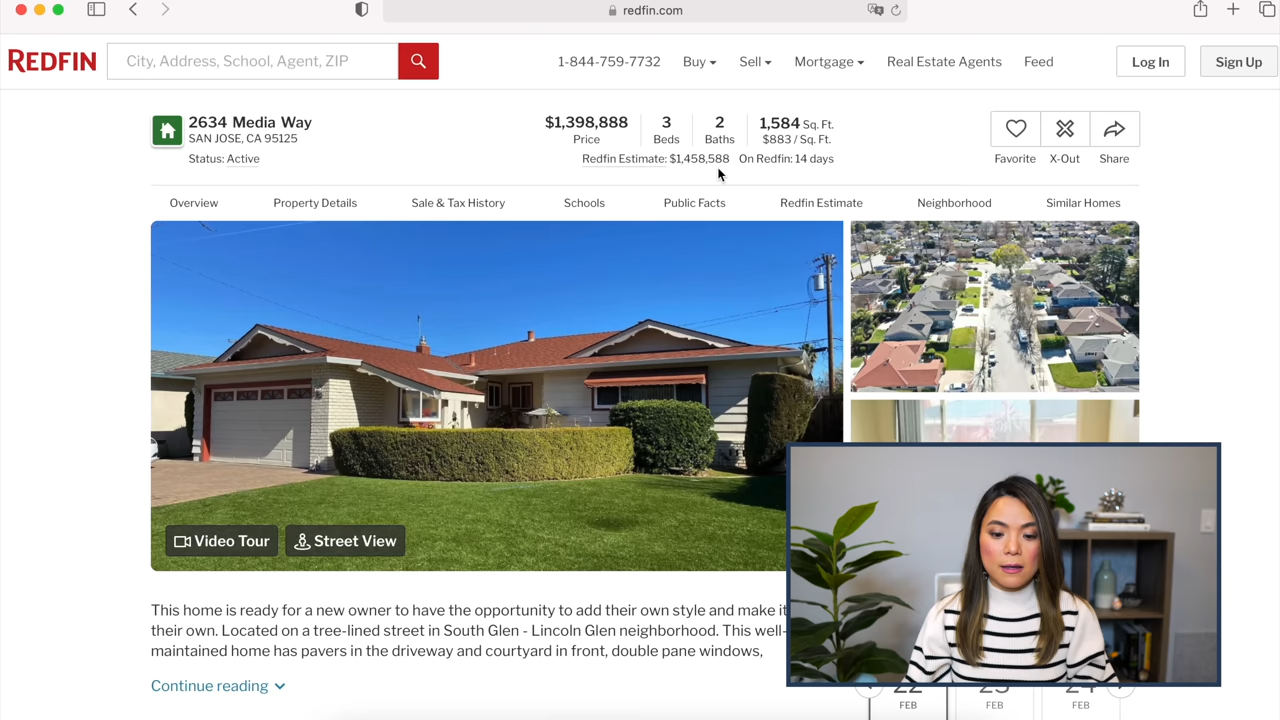 redfin.com
REDFIN
City, Address, School, Agent, ZIP
1-844-759-7732 Buy Sell Mortgage Real Estate Agents Feed
Log In
Sign Up
2634 Media Way
SAN JOSE, CA 95125
Status: Active
$1,398,888
Price
3
Beds
2
Baths
1,584 Sq. Ft.
$883 / Sq. Ft.
Redfin Estimate: $1,458,588 On Redfin: 14 days
Favorite X-Out Share
Overview Property Details Sale & Tax History Schools Public Facts Redfin Estimate Neighborhood Similar Homes
Video Tour
Street View
This home is ready for a new owner to have the opportunity to add their own style and make it
their own. Located on a tree-lined street in South Glen - Lincoln Glen neighborhood. This well-
maintained home has pavers in the driveway and courtyard in front, double pane windows,
Continue reading
22 23 24
FEB FEB FEB